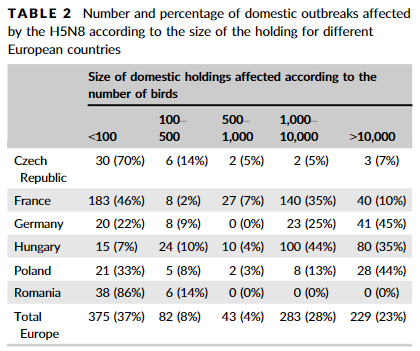 TABLE 2 Number and percentage of domestic outbreaks affected
by the H5N8 according to the size of the holding for different
European countries
Size of domestic holdings affected according to the
number of birds
<100 100–500 500–1,000 1,000–10,000 >10,000
Czech Republic 30 (70%) 6 (14%) 2 (5%) 2 (5%) 3 (7%)
France 183 (46%) 8 (2%) 27 (7%) 140 (35%) 40 (10%)
Germany 20 (22%) 8 (9%) 0 (0%) 23 (25%) 41 (45%)
Hungary 15 (7%) 24 (10%) 10 (4%) 100 (44%) 80 (35%)
Poland 21 (33%) 5 (8%) 2 (3%) 8 (13%) 28 (44%)
Romania 38 (86%) 6 (14%) 0 (0%) 0 (0%) 0 (0%)
Total Europe 375 (37%) 82 (8%) 43 (4%) 283 (28%) 229 (23%)